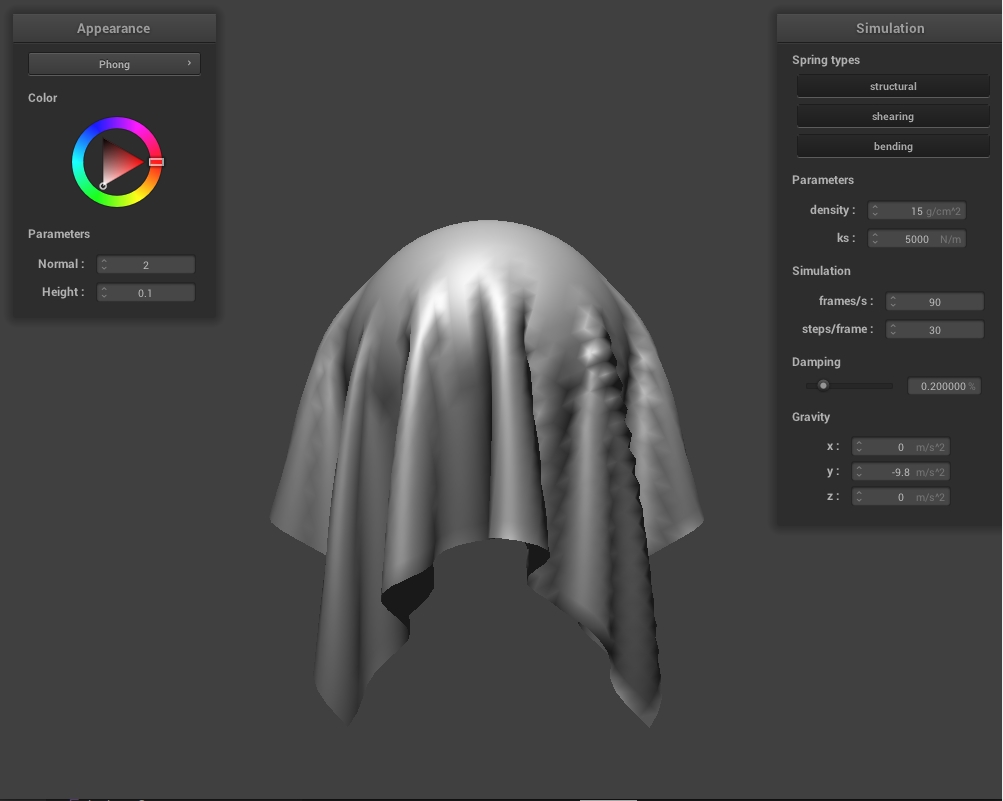 Appearance
Phong
Color
Parameters
Normal : 2
Height : 0.1
Simulation
Spring types
structural
shearing
bending
Parameters
density : 15 g/cm^2
ks : 5000 N/m
Simulation
frames/s : 90
steps/frame : 30
Damping
0.200000 %
Gravity
x : 0 m/s^2
y : -9.8 m/s^2
z : 0 m/s^2